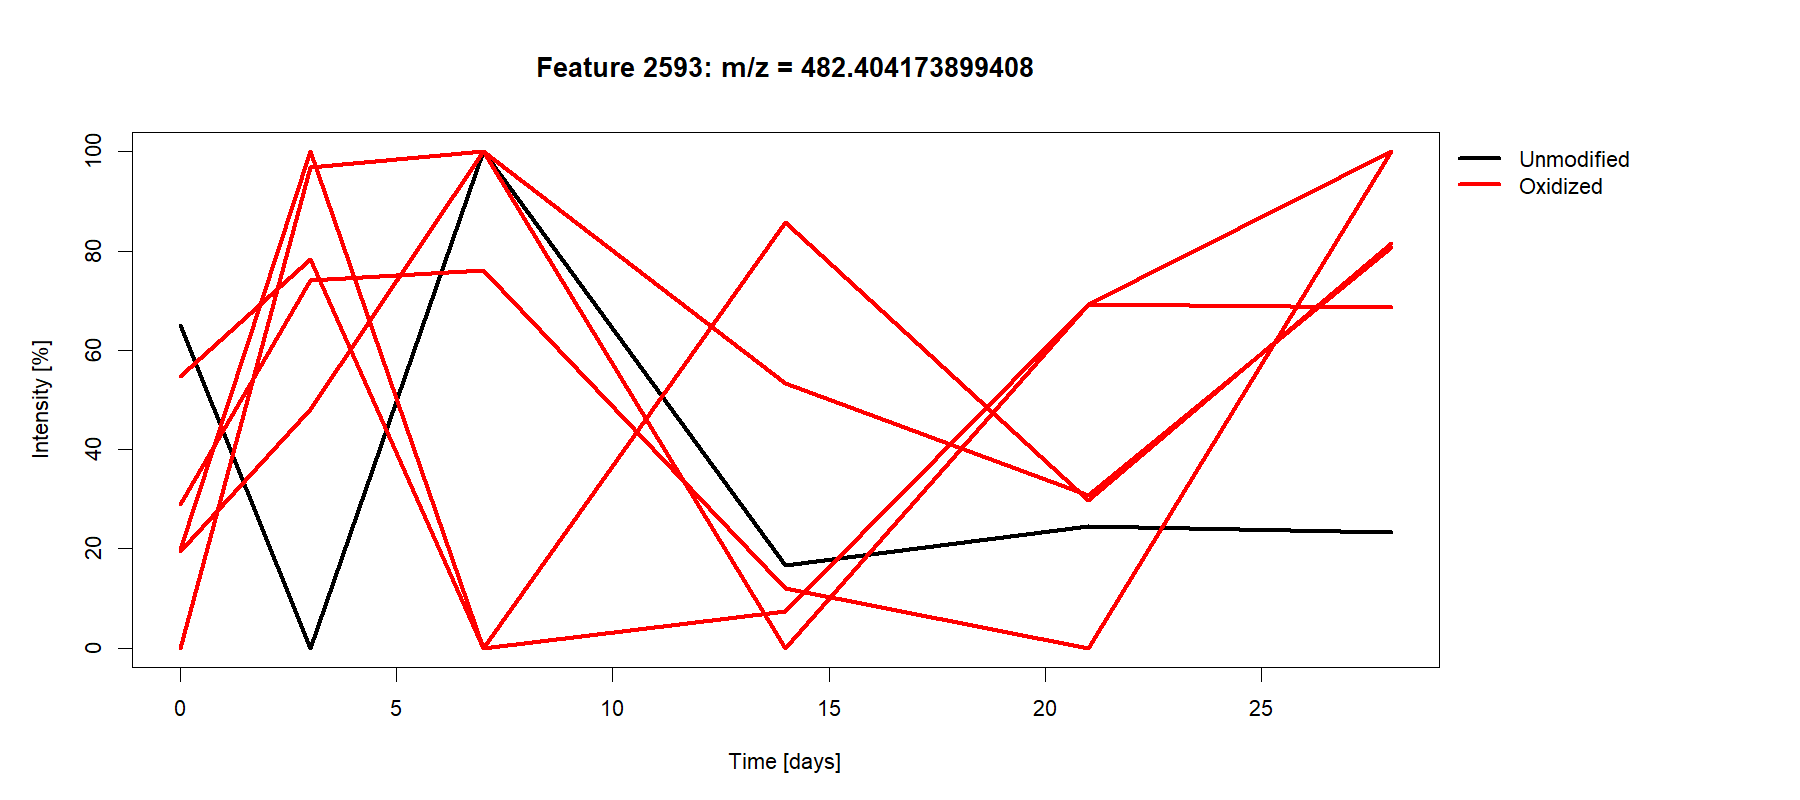 Feature 2593: m/z = 482.404173899408
Unmodified
Oxidized
Intensity [%]
100
80
60
40
20
0
0 5 10 15 20 25
Time [days]